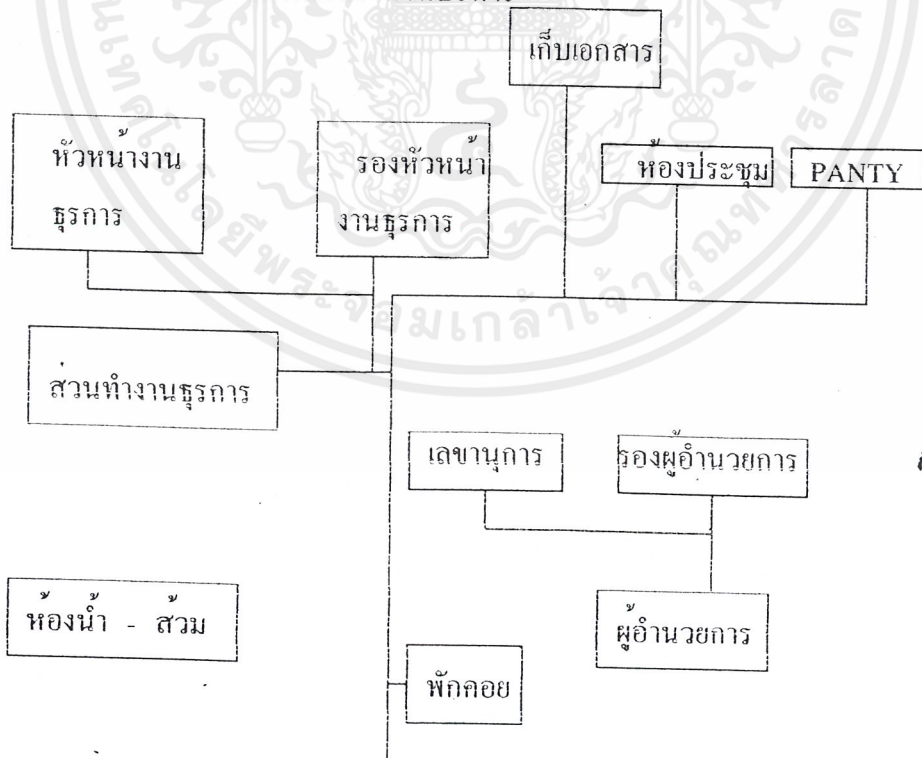 เก็บเอกสาร
หัวหน้างาน
ธุรการ
รองหัวหน้า
งานธุรการ
ห้องประชุม
PANTY
ส่วนทำงานธุรการ
เลขานุการ
รองผู้อำนวยการ
ห้องน้ำ - ส้วม
ผู้อำนวยการ
พักคอย